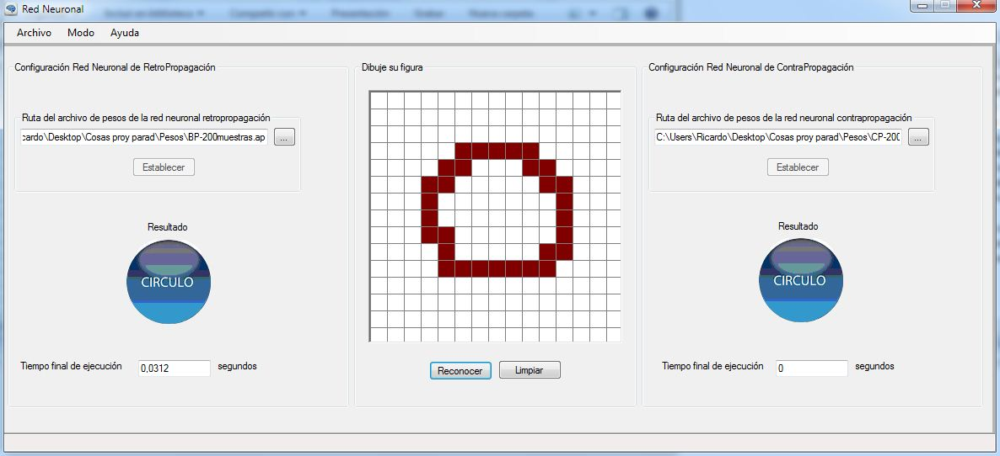 Red Neuronal
Archivo Modo Ayuda
Configuración Red Neuronal de RetroPropagación
Ruta del archivo de pesos de la red neuronal retropropagación
cardo\Desktop\Cosas proy parad\Pesos\BP-200muestras.ap
...
Establecer
Resultado
CIRCULO
Tiempo final de ejecución 0,0312 segundos
Dibuje su figura
Reconocer Limpiar
Configuración Red Neuronal de ContraPropagación
Ruta del archivo de pesos de la red neuronal contrapropagación
C:\Users\Ricardo\Desktop\Cosas proy parad\Pesos\CP-200
...
Establecer
Resultado
CIRCULO
Tiempo final de ejecución 0 segundos